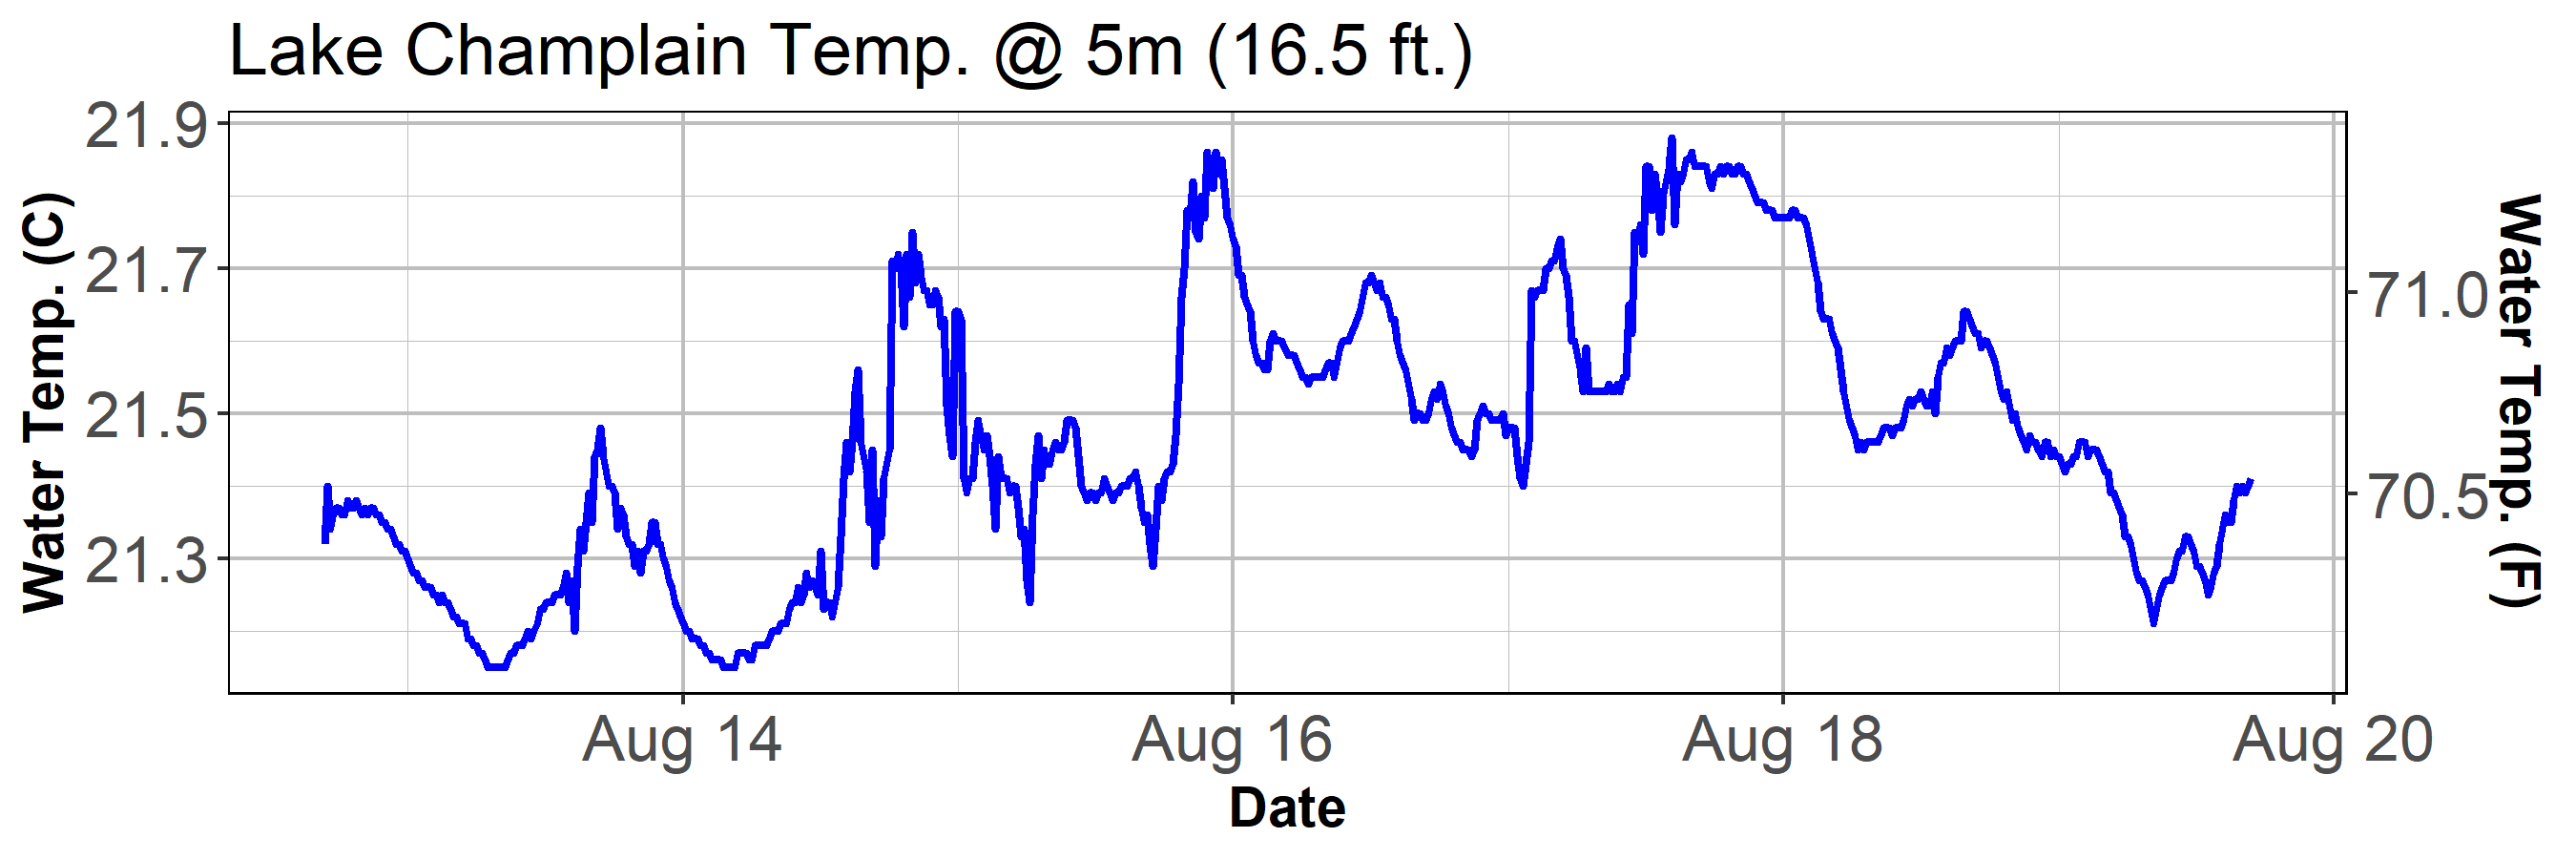 Lake Champlain Temp. @ 5m (16.5 ft.)
Water Temp. (C)
21.9
21.7
21.5
21.3
71.0
70.5
Water Temp. (F)
Aug 14
Aug 16
Aug 18
Aug 20
Date